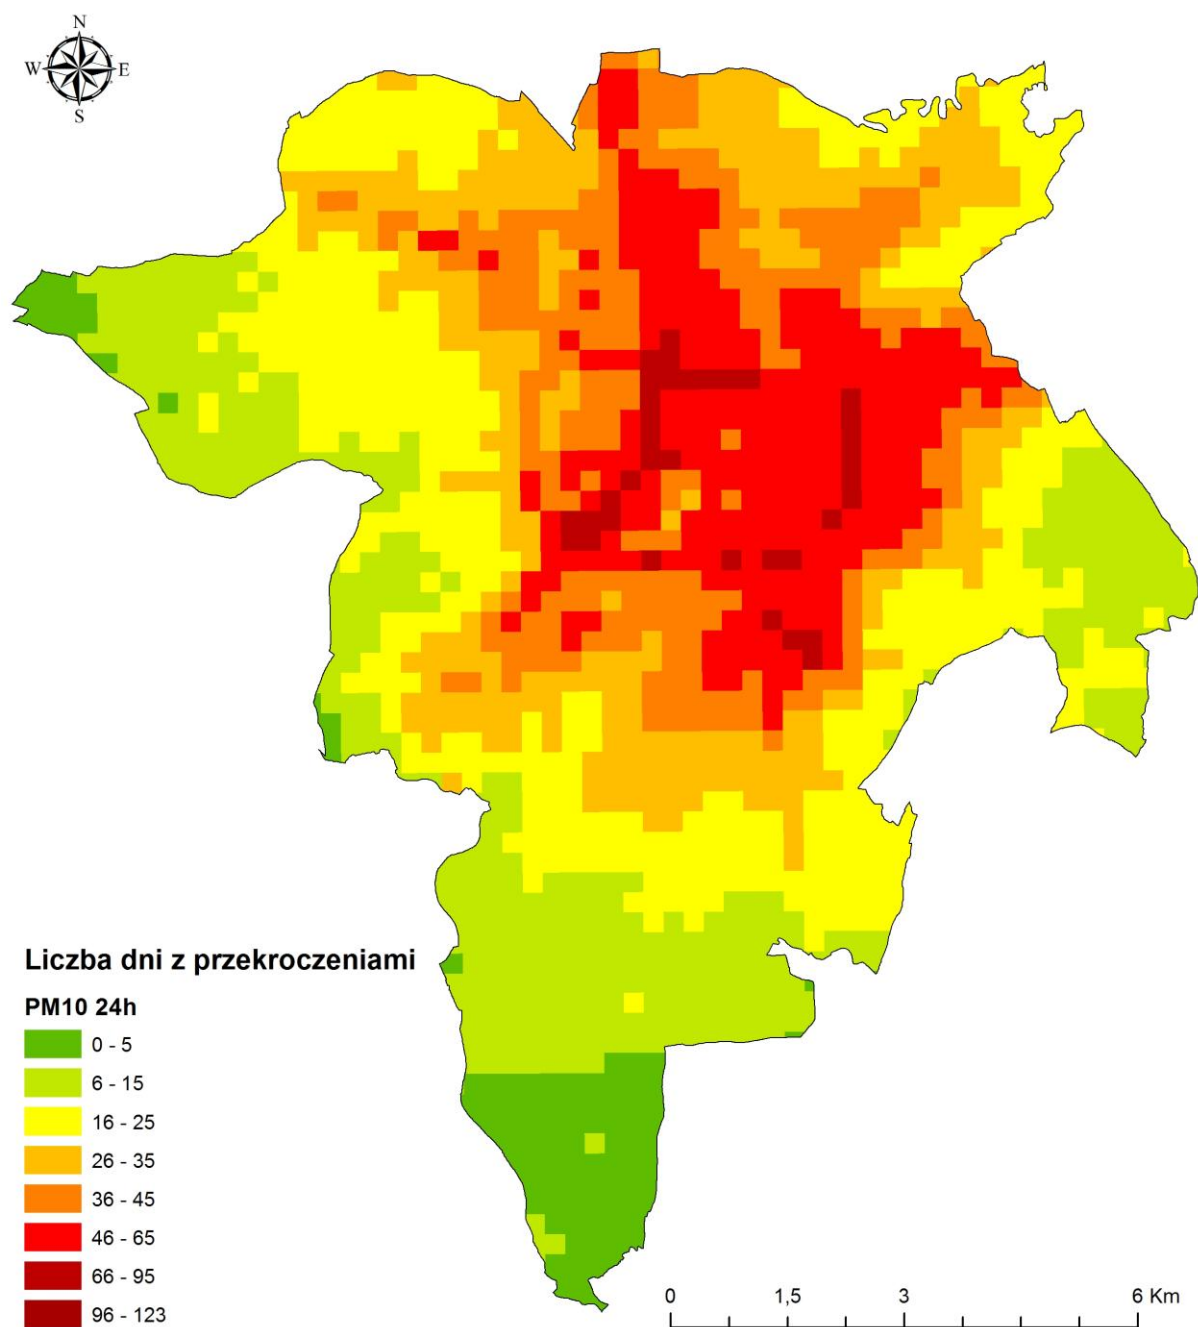 N
W E
S
Liczba dni z przekroczeniami
PM10 24h
0 - 5
6 - 15
16 - 25
26 - 35
36 - 45
46 - 65
66 - 95
96 - 123
0 1,5 3 6 Km